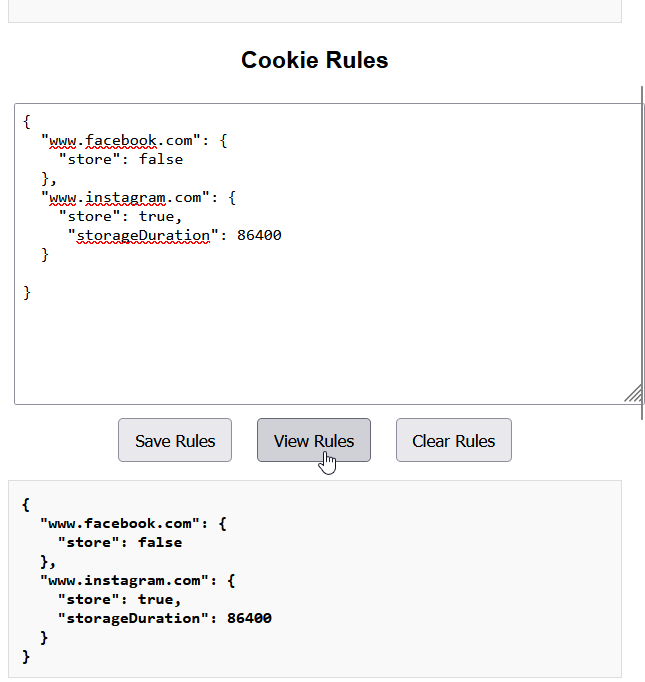 Cookie Rules
{
  "www.facebook.com": {
    "store": false
  },
  "www.instagram.com": {
    "store": true,
     "storageDuration": 86400
  }
}
Save Rules View Rules Clear Rules
{
  "www.facebook.com": {
    "store": false
  },
  "www.instagram.com": {
    "store": true,
    "storageDuration": 86400
  }
}